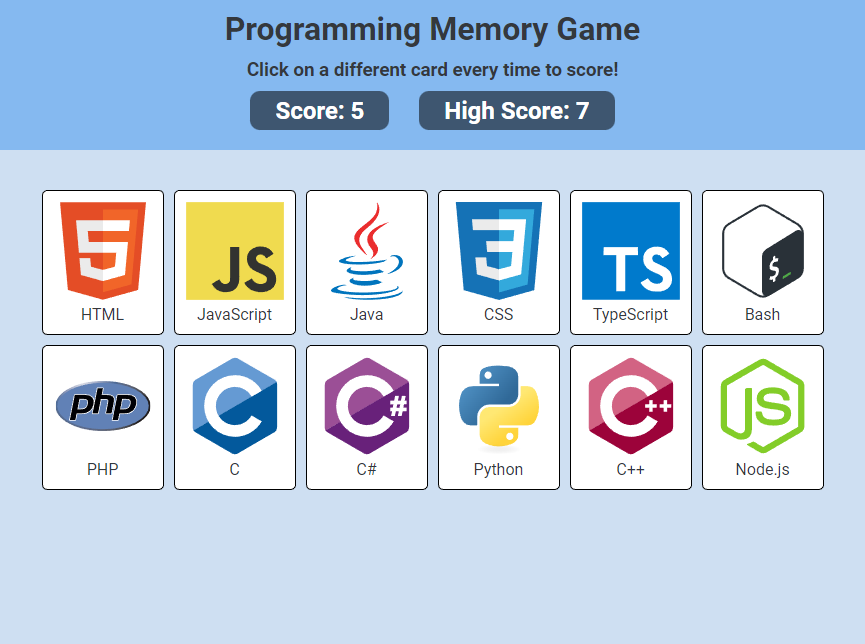 Programming Memory Game
Click on a different card every time to score!
Score: 5 High Score: 7
5 JS 3 TS $_
HTML JavaScript Java CSS TypeScript Bash
php C C# C++ JS
PHP C C# Python C++ Node.js